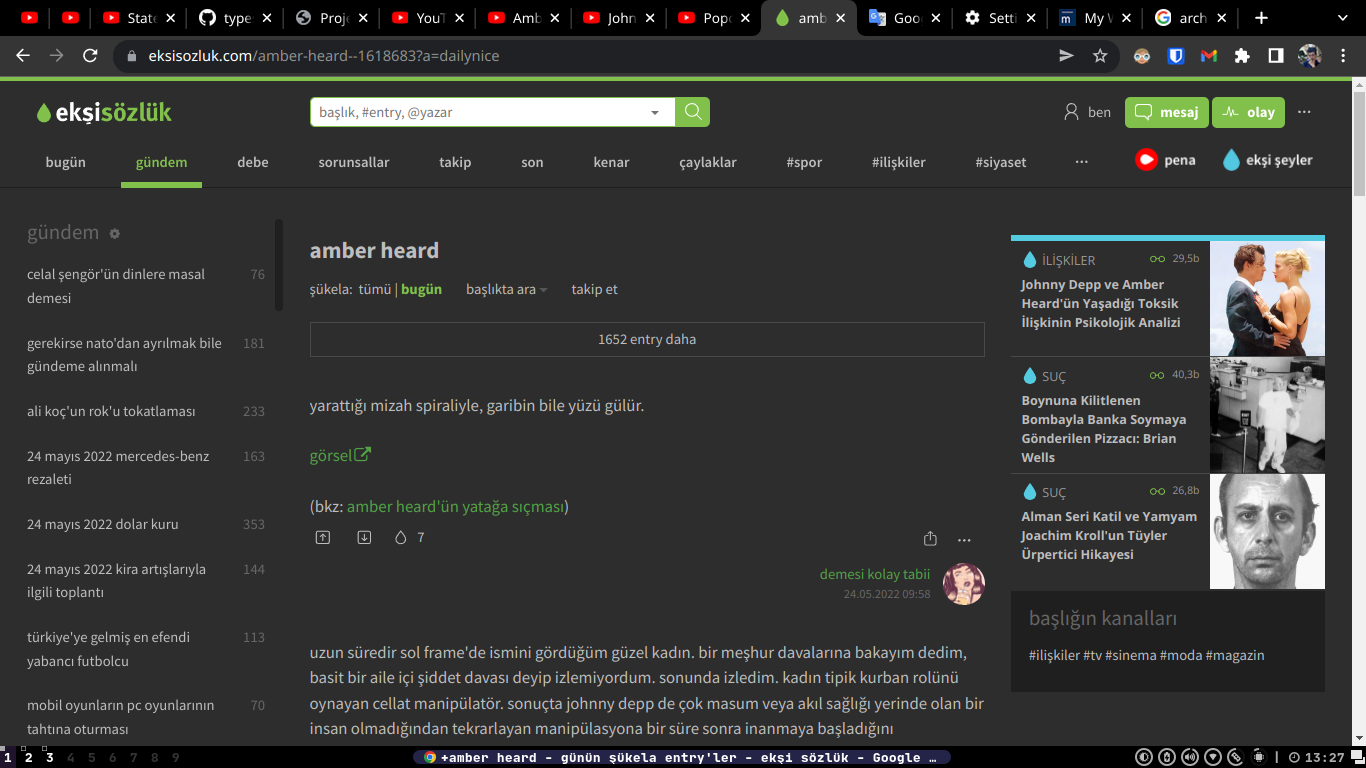 State
type
Proje
YouT
Amb
John
Popc
amb
Goo
Setti
My W
arch
eksisozluk.com/amber-heard--1618683?a=dailynice
ekşisözlük
başlık, #entry, @yazar
ben
mesaj
olay
bugün
gündem
debe
sorunsallar
takip
son
kenar
çaylaklar
#spor
#ilişkiler
#siyaset
pena
ekşi şeyler
gündem
celal şengör'ün dinlere masal 76
demesi
gerekirse nato'dan ayrılmak bile 181
gündeme alınmalı
ali koç'un rok'u tokatlaması 233
24 mayıs 2022 mercedes-benz 163
rezaleti
24 mayıs 2022 dolar kuru 353
24 mayıs 2022 kira artışlarıyla 144
ilgili toplantı
türkiye'ye gelmiş en efendi 113
yabancı futbolcu
mobil oyunların pc oyunlarının 70
tahtına oturması
amber heard
şükela: tümü | bugün başlıkta ara takip et
1652 entry daha
yarattığı mizah spiraliyle, garibin bile yüzü gülür.
görsel
(bkz: amber heard'ün yatağa sıçması)
7
demesi kolay tabii
24.05.2022 09:58
uzun süredir sol frame'de ismini gördüğüm güzel kadın. bir meşhur davalarına bakayım dedim,
basit bir aile içi şiddet davası deyip izlemiyordum. sonunda izledim. kadın tipik kurban rolünü
oynayan cellat manipülatör. sonuçta johnny depp de çok masum veya akıl sağlığı yerinde olan bir
insan olmadığından tekrarlayan manipülasyona bir süre sonra inanmaya başladığını
İLİŞKİLER 29,5b
Johnny Depp ve Amber
Heard'ün Yaşadığı Toksik
İlişkinin Psikolojik Analizi
SUÇ 40,3b
Boynuna Kilitlenen
Bombayla Banka Soymaya
Gönderilen Pizzacı: Brian
Wells
SUÇ 26,8b
Alman Seri Katil ve Yamyam
Joachim Kroll'un Tüyler
Ürpertici Hikayesi
başlığın kanalları
#ilişkiler #tv #sinema #moda #magazin
1 2 3 4 5 6 7 8 9
+amber heard - günün şükela entry'ler - ekşi sözlük - Google …
13:27